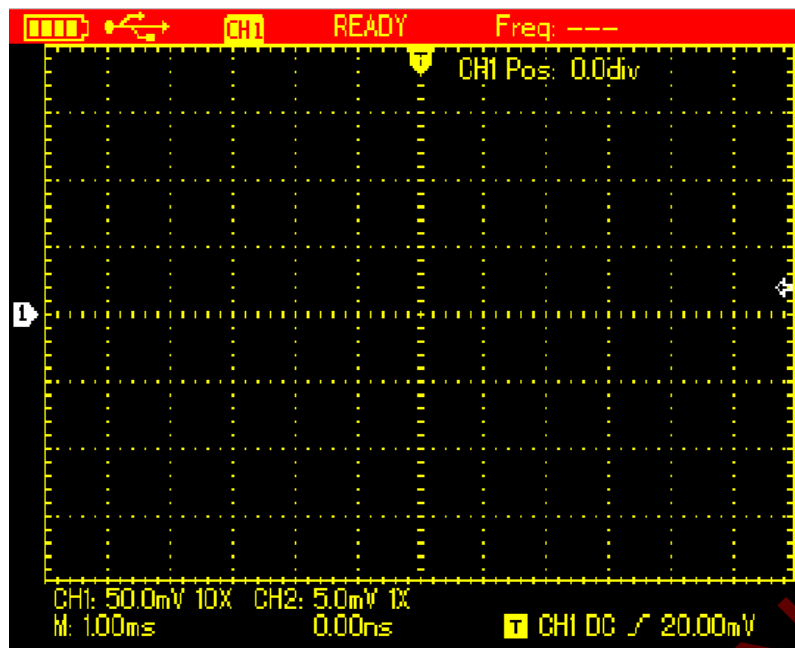 CH1 READY Freq: ---
T
CH1 Pos: 0.0div
1
CH1: 50.0mV 10X CH2: 5.0mV 1X
M: 1.00ms 0.00ns T CH1 DC 20.00mV